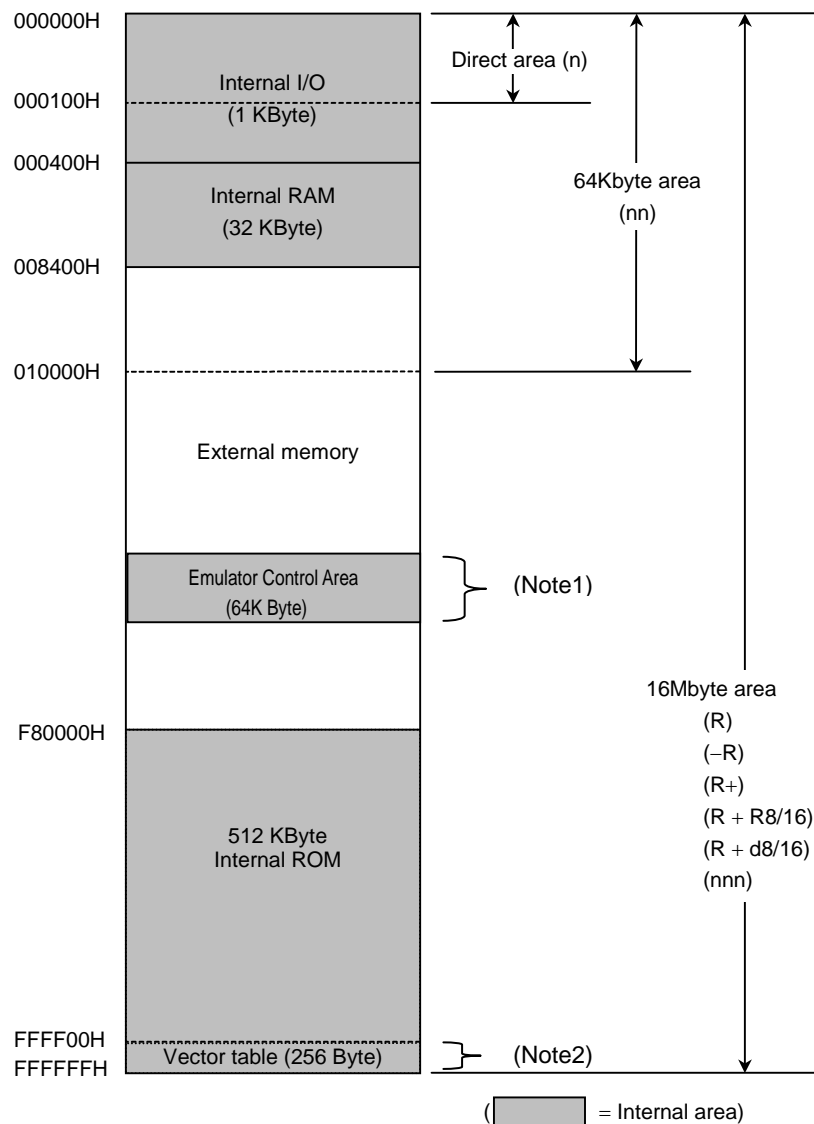 000000H
Direct area (n)
Internal I/O
(1 KByte)
000100H
000400H
64Kbyte area
(nn)
Internal RAM
(32 KByte)
008400H
010000H
External memory
Emulator Control Area
(64K Byte)
(Note1)
16Mbyte area
(R)
(−R)
(R+)
(R + R8/16)
(R + d8/16)
(nnn)
F80000H
512 KByte
Internal ROM
FFFF00H
Vector table (256 Byte)
(Note2)
FFFFFFH
( = Internal area)